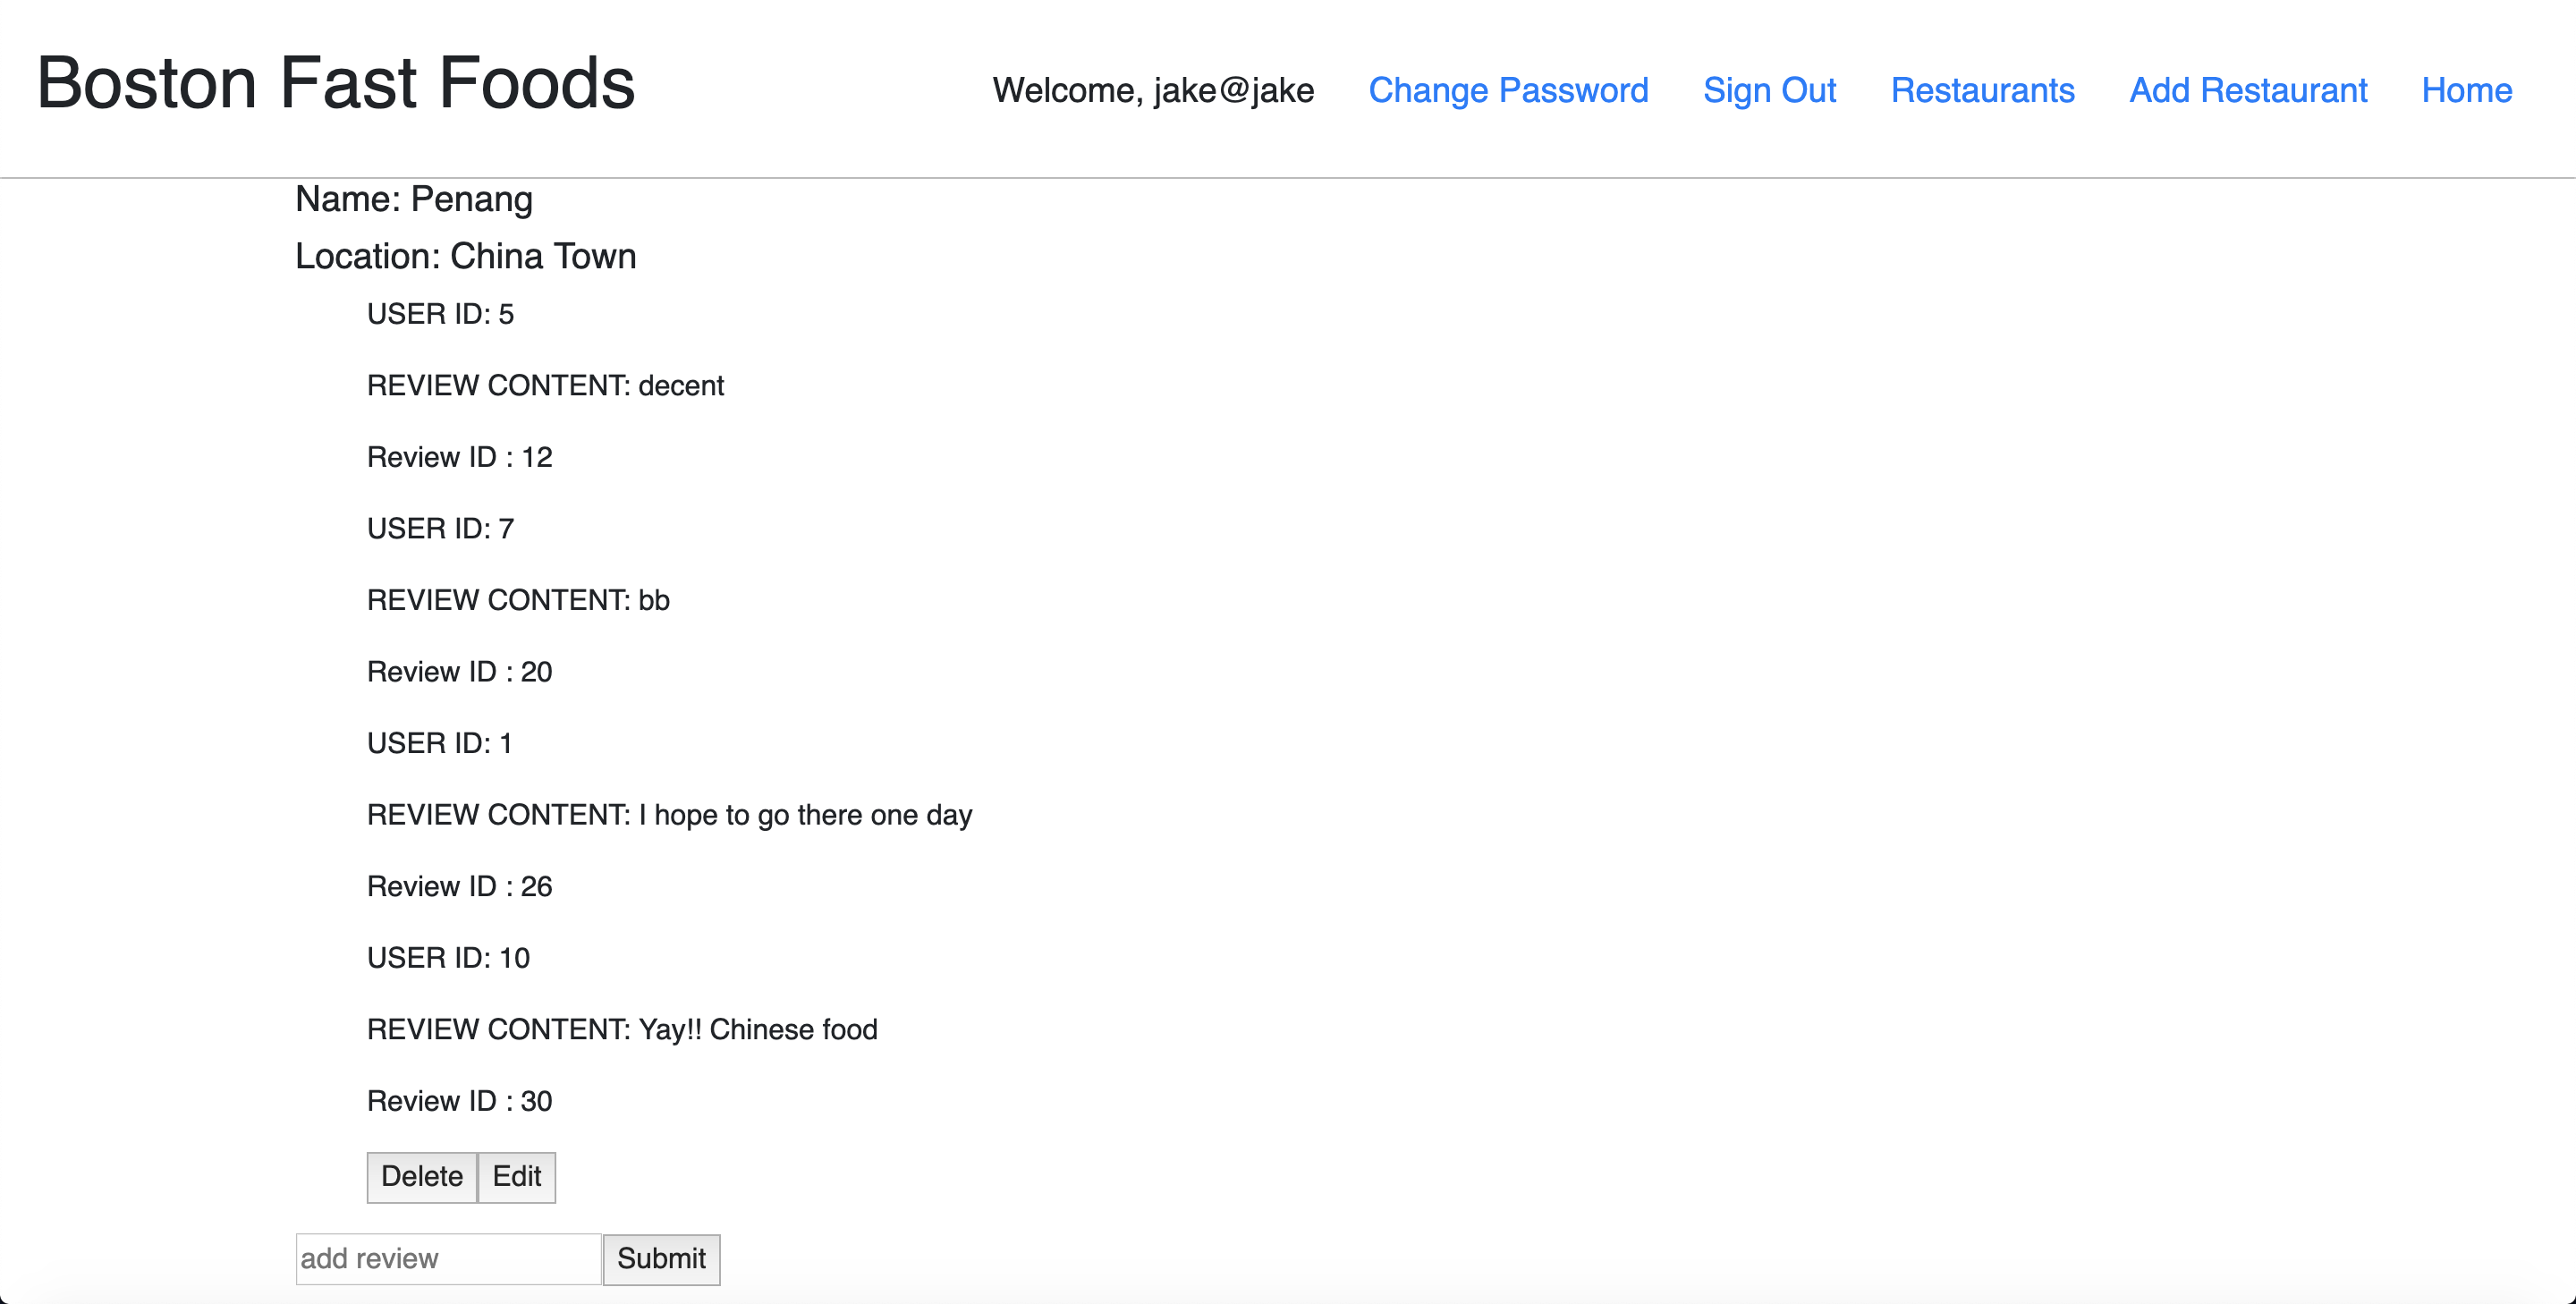 Boston Fast Foods
Welcome, jake@jake Change Password Sign Out Restaurants Add Restaurant Home
Name: Penang
Location: China Town
USER ID: 5
REVIEW CONTENT: decent
Review ID : 12
USER ID: 7
REVIEW CONTENT: bb
Review ID : 20
USER ID: 1
REVIEW CONTENT: I hope to go there one day
Review ID : 26
USER ID: 10
REVIEW CONTENT: Yay!! Chinese food
Review ID : 30
Delete Edit
add review Submit